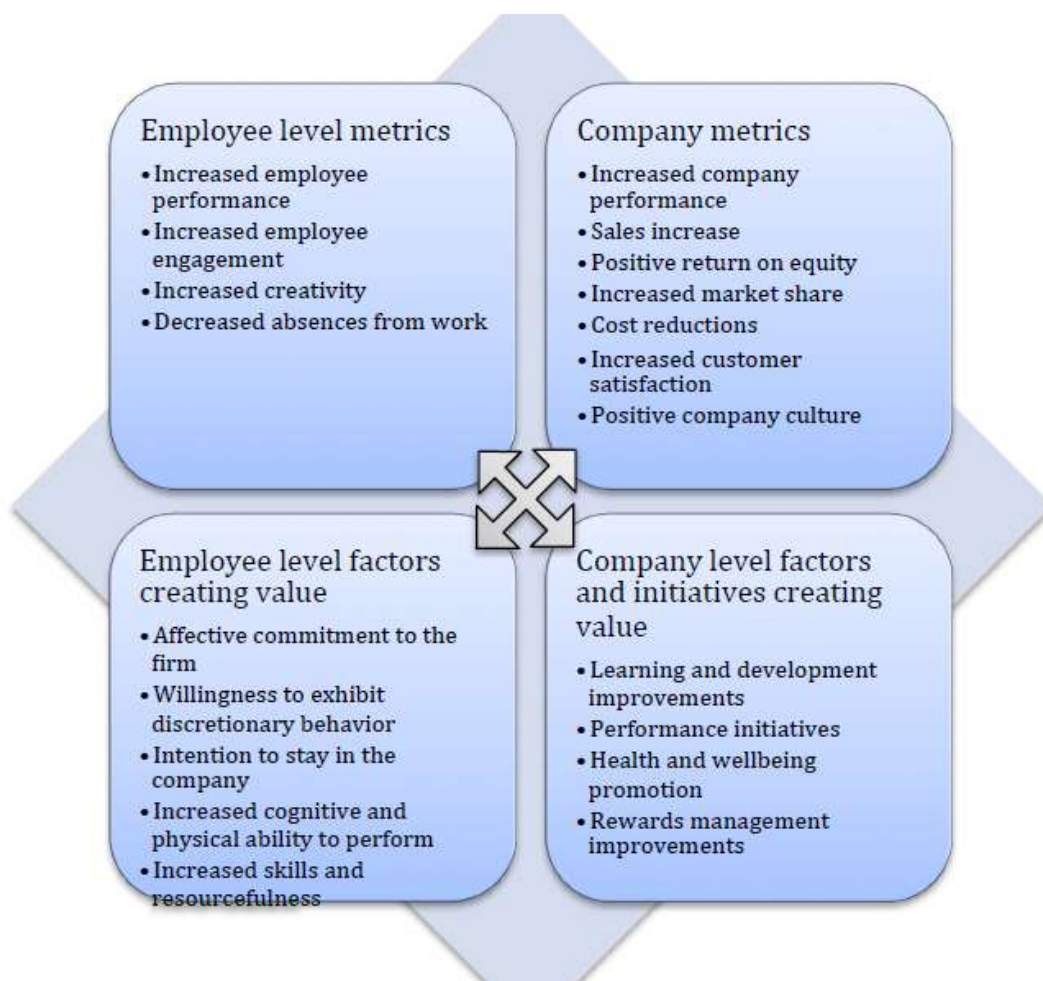 Employee level metrics
•Increased employee
performance
•Increased employee
engagement
•Increased creativity
•Decreased absences from work
Company metrics
•Increased company
performance
•Sales increase
•Positive return on equity
•Increased market share
•Cost reductions
•Increased customer
satisfaction
•Positive company culture
Employee level factors
creating value
•Affective commitment to the
firm
•Willingness to exhibit
discretionary behavior
•Intention to stay in the
company
•Increased cognitive and
physical ability to perform
•Increased skills and
resourcefulness
Company level factors
and initiatives creating
value
•Learning and development
improvements
•Performance initiatives
•Health and wellbeing
promotion
•Rewards management
improvements